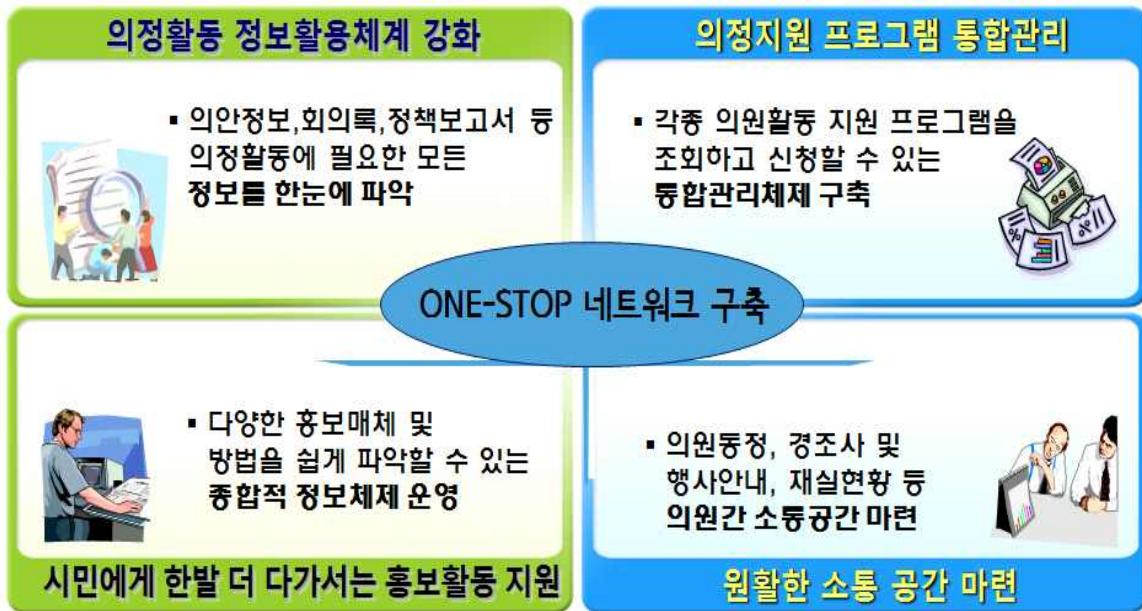 의정활동 정보활용체계 강화
▪ 의안정보,회의록,정책보고서 등
의정활동에 필요한 모든
정보를 한눈에 파악
의정지원 프로그램 통합관리
▪ 각종 의원활동 지원 프로그램을
조회하고 신청할 수 있는
통합관리체제 구축
ONE-STOP 네트워크 구축
▪ 다양한 홍보매체 및
방법을 쉽게 파악할 수 있는
종합적 정보체제 운영
시민에게 한발 더 다가서는 홍보활동 지원
▪ 의원동정, 경조사 및
행사안내, 재실현황 등
의원간 소통공간 마련
원활한 소통 공간 마련